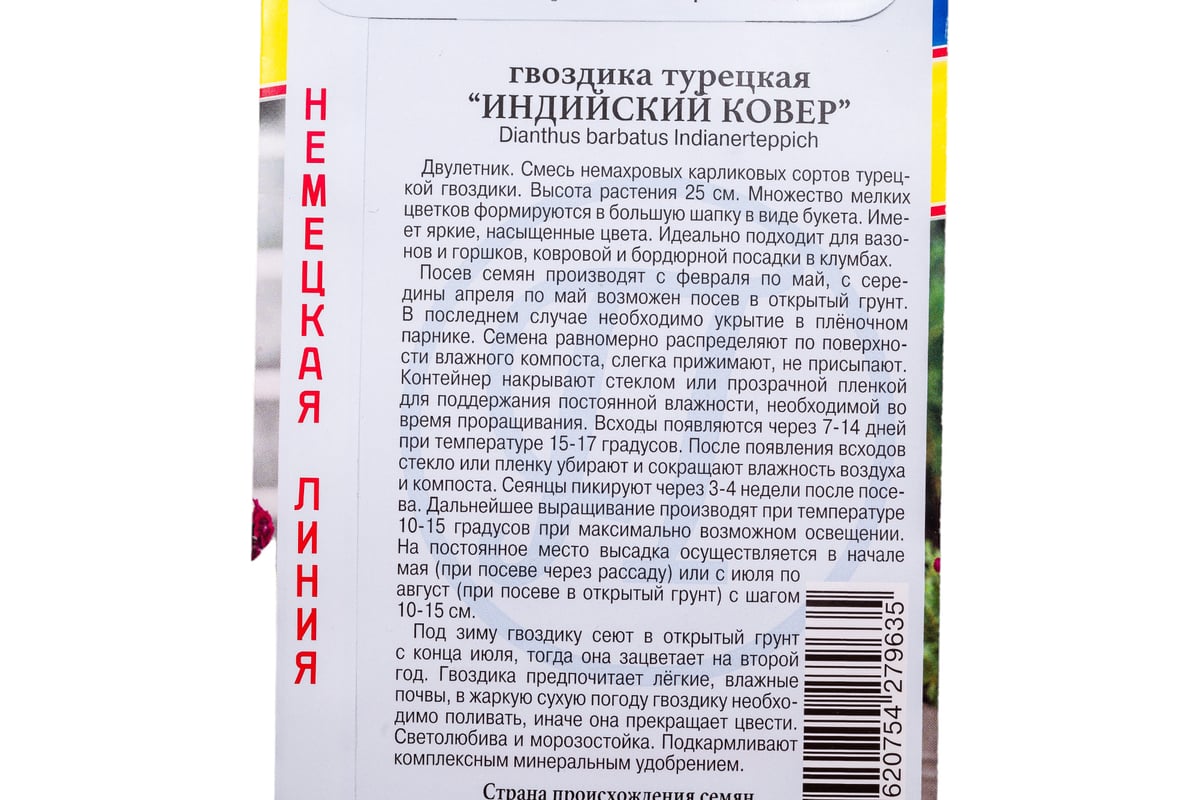 НЕМЕЦКАЯ ЛИНИЯ
гвоздика турецкая
“ИНДИЙСКИЙ КОВЕР”
Dianthus barbatus Indianerteppich
Двулетник. Смесь немахровых карликовых сортов турец-
кой гвоздики. Высота растения 25 см. Множество мелких
цветков формируются в большую шапку в виде букета. Име-
ет яркие, насыщенные цвета. Идеально подходит для вазо-
нов и горшков, ковровой и бордюрной посадки в клумбах.
Посев семян производят с февраля по май, с сере-
дины апреля по май возможен посев в открытый грунт.
В последнем случае необходимо укрытие в плёночном
парнике. Семена равномерно распределяют по поверхно-
сти влажного компоста, слегка прижимают, не присыпают.
Контейнер накрывают стеклом или прозрачной пленкой
для поддержания постоянной влажности, необходимой во
время проращивания. Всходы появляются через 7-14 дней
при температуре 15-17 градусов. После появления всходов
стекло или пленку убирают и сокращают влажность воздуха
и компоста. Сеянцы пикируют через 3-4 недели после посе-
ва. Дальнейшее выращивание производят при температуре
10-15 градусов при максимально возможном освещении.
На постоянное место высадка осуществляется в начале
мая (при посеве через рассаду) или с июля по
август (при посеве в открытый грунт) с шагом
10-15 см.
Под зиму гвоздику сеют в открытый грунт
с конца июля, тогда она зацветает на второй
год. Гвоздика предпочитает лёгкие, влажные
почвы, в жаркую сухую погоду гвоздику необхо-
димо поливать, иначе она прекращает цвести.
Светолюбива и морозостойка. Подкармливают
комплексным минеральным удобрением.
Страна происхождения семян
620754 279635